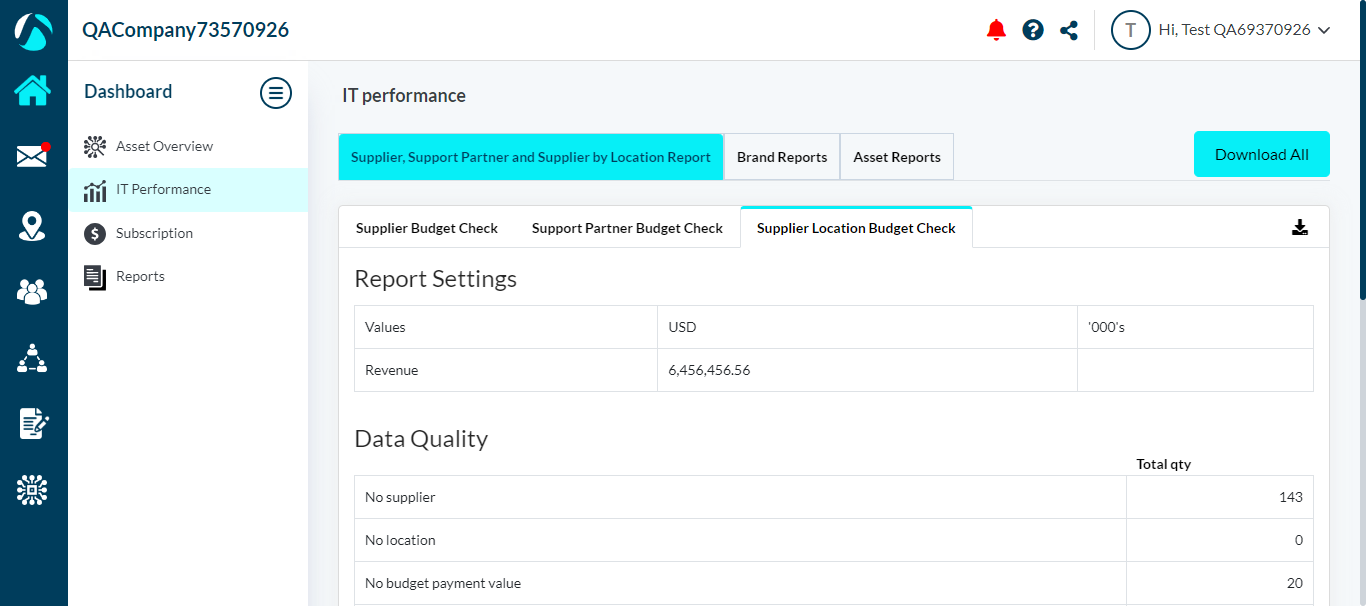 QACompany73570926
T
Hi, Test QA69370926
Dashboard
Asset Overview
IT Performance
Subscription
Reports
IT performance
Supplier, Support Partner and Supplier by Location Report
Brand Reports
Asset Reports
Download All
Supplier Budget Check
Support Partner Budget Check
Supplier Location Budget Check
Report Settings
Values USD '000's
Revenue 6,456,456.56
Data Quality
Total qty
No supplier 143
No location 0
No budget payment value 20